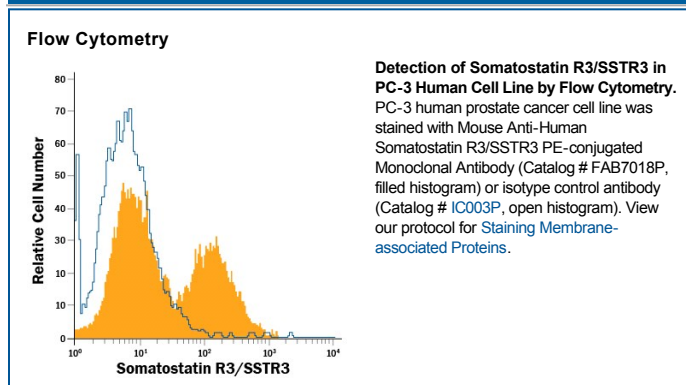 Flow Cytometry
80
70
60
50
40
30
10
10
0
Relative Cell Number
10⁰ 10¹ 10² 10³ 10⁴
Somatostatin R3/SSTR3
Detection of Somatostatin R3/SSTR3 in
PC-3 Human Cell Line by Flow Cytometry.
PC-3 human prostate cancer cell line was
stained with Mouse Anti-Human
Somatostatin R3/SSTR3 PE-conjugated
Monoclonal Antibody (Catalog # FAB7018P,
filled histogram) or isotype control antibody
(Catalog # IC003P, open histogram). View
our protocol for Staining Membrane-
associated Proteins.